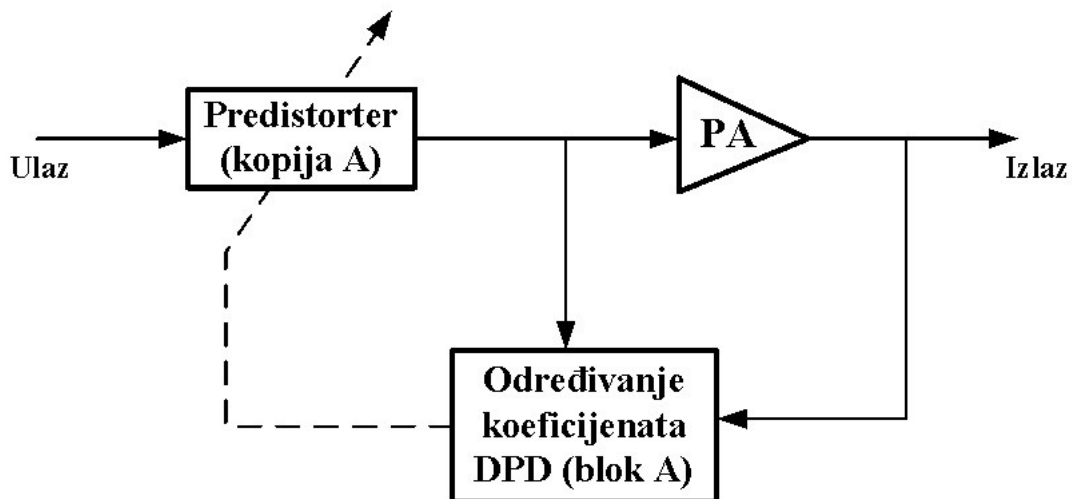 Predistorter
(kopija A)
PA
Ulaz
Izlaz
Određivanje
koeficijenata
DPD (blok A)